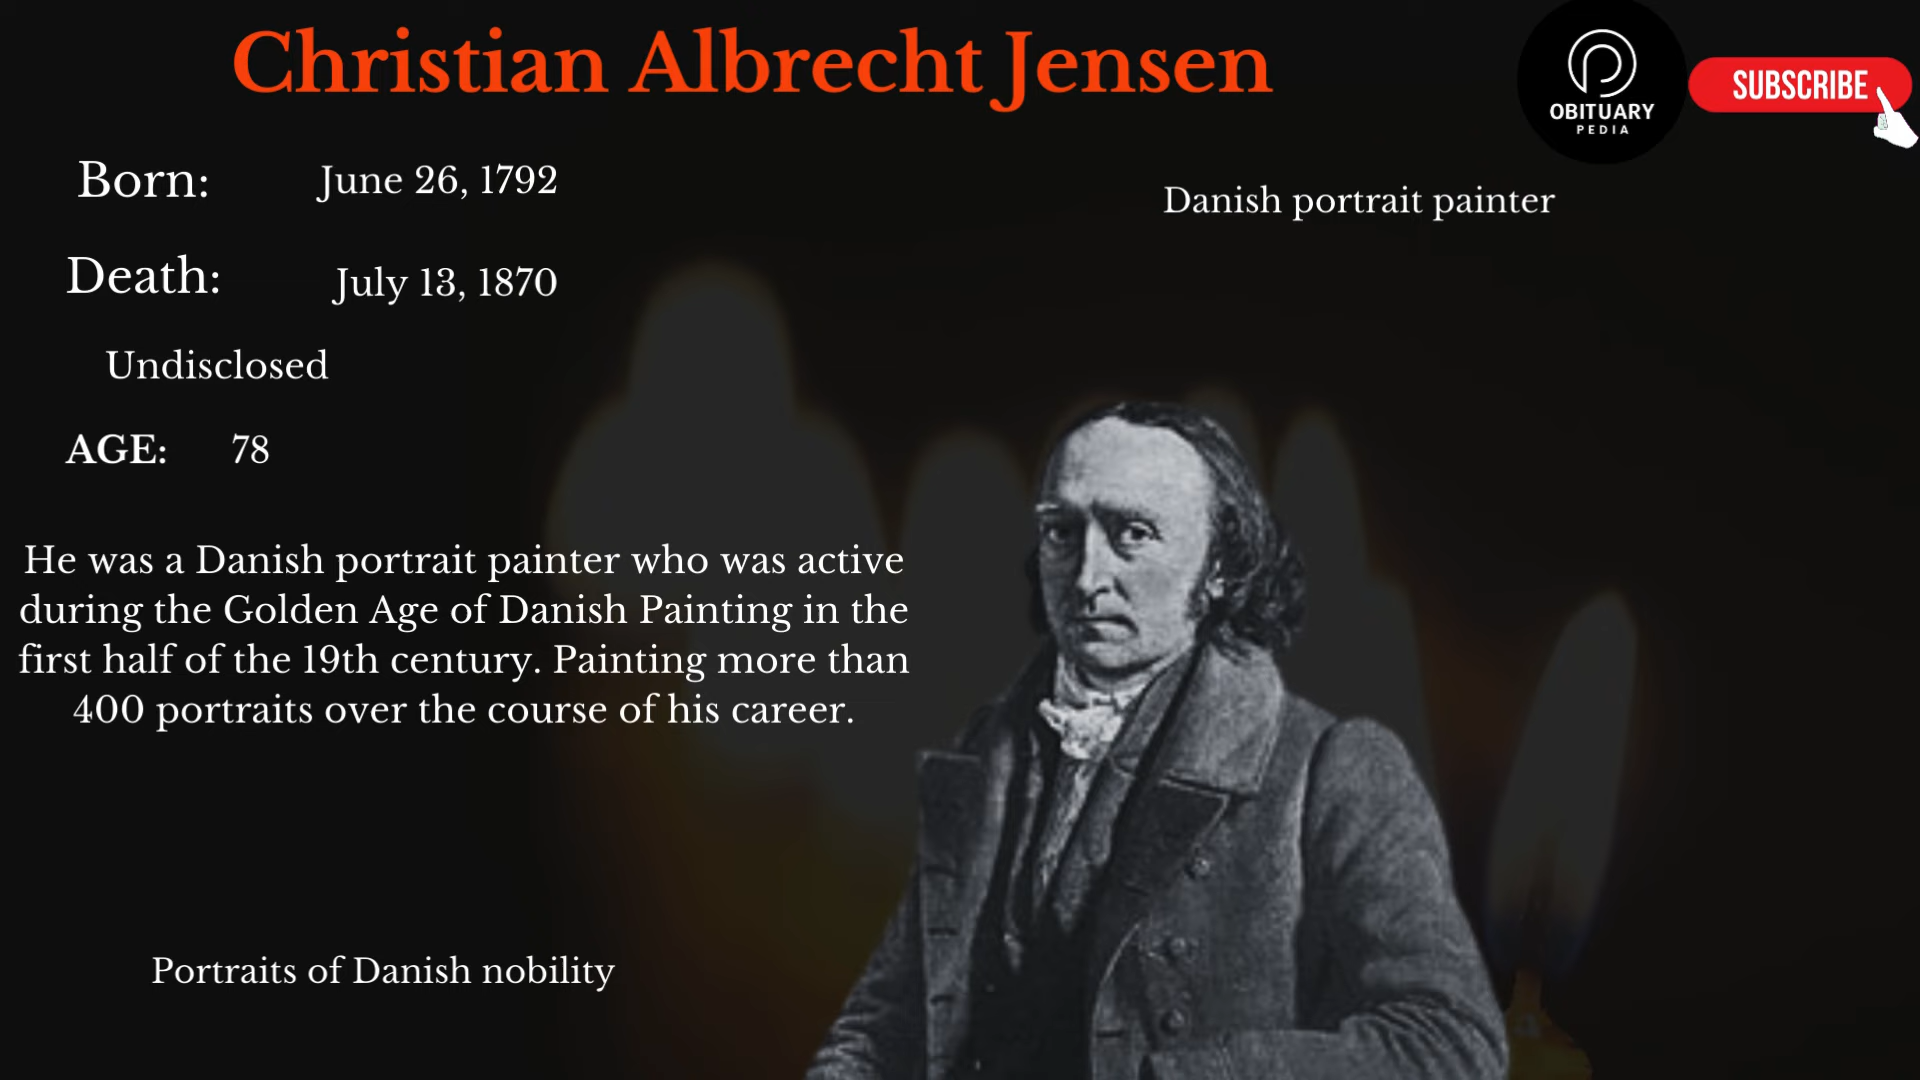 Christian Albrecht Jensen
OBITUARY
PEDIA
SUBSCRIBE
Born: June 26, 1792
Danish portrait painter
Death: July 13, 1870
Undisclosed
AGE: 78
He was a Danish portrait painter who was active
during the Golden Age of Danish Painting in the
first half of the 19th century. Painting more than
400 portraits over the course of his career.
Portraits of Danish nobility